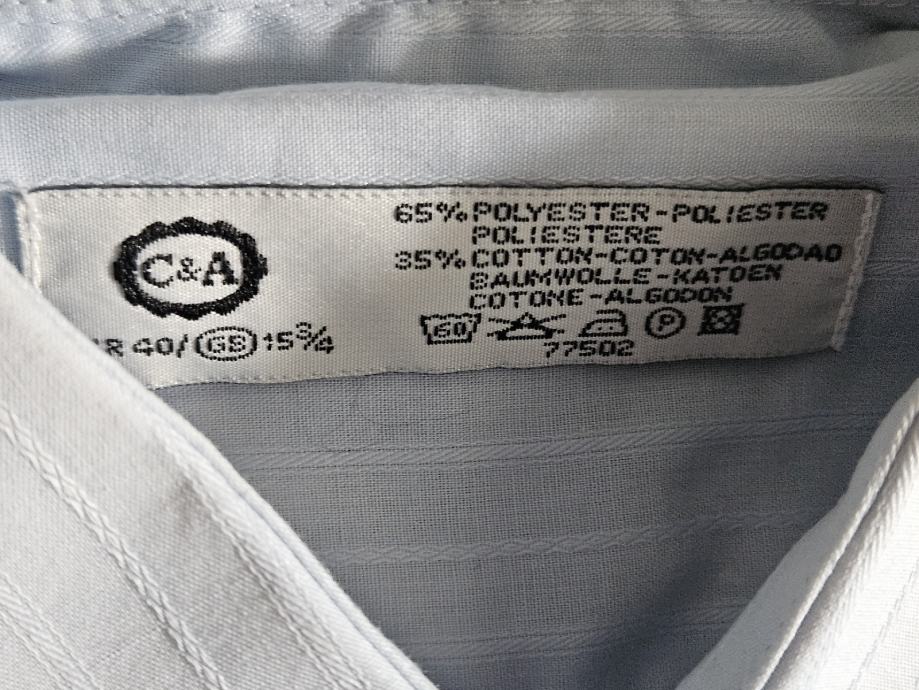 C&A
40/(GB)15¾
65% POLYESTER-POLIESTER
POLIESTERE
35% COTTON-COTON-ALGODAO
BAUMWOLLE-KATOEN
COTONE-ALGODON
60 P
77502